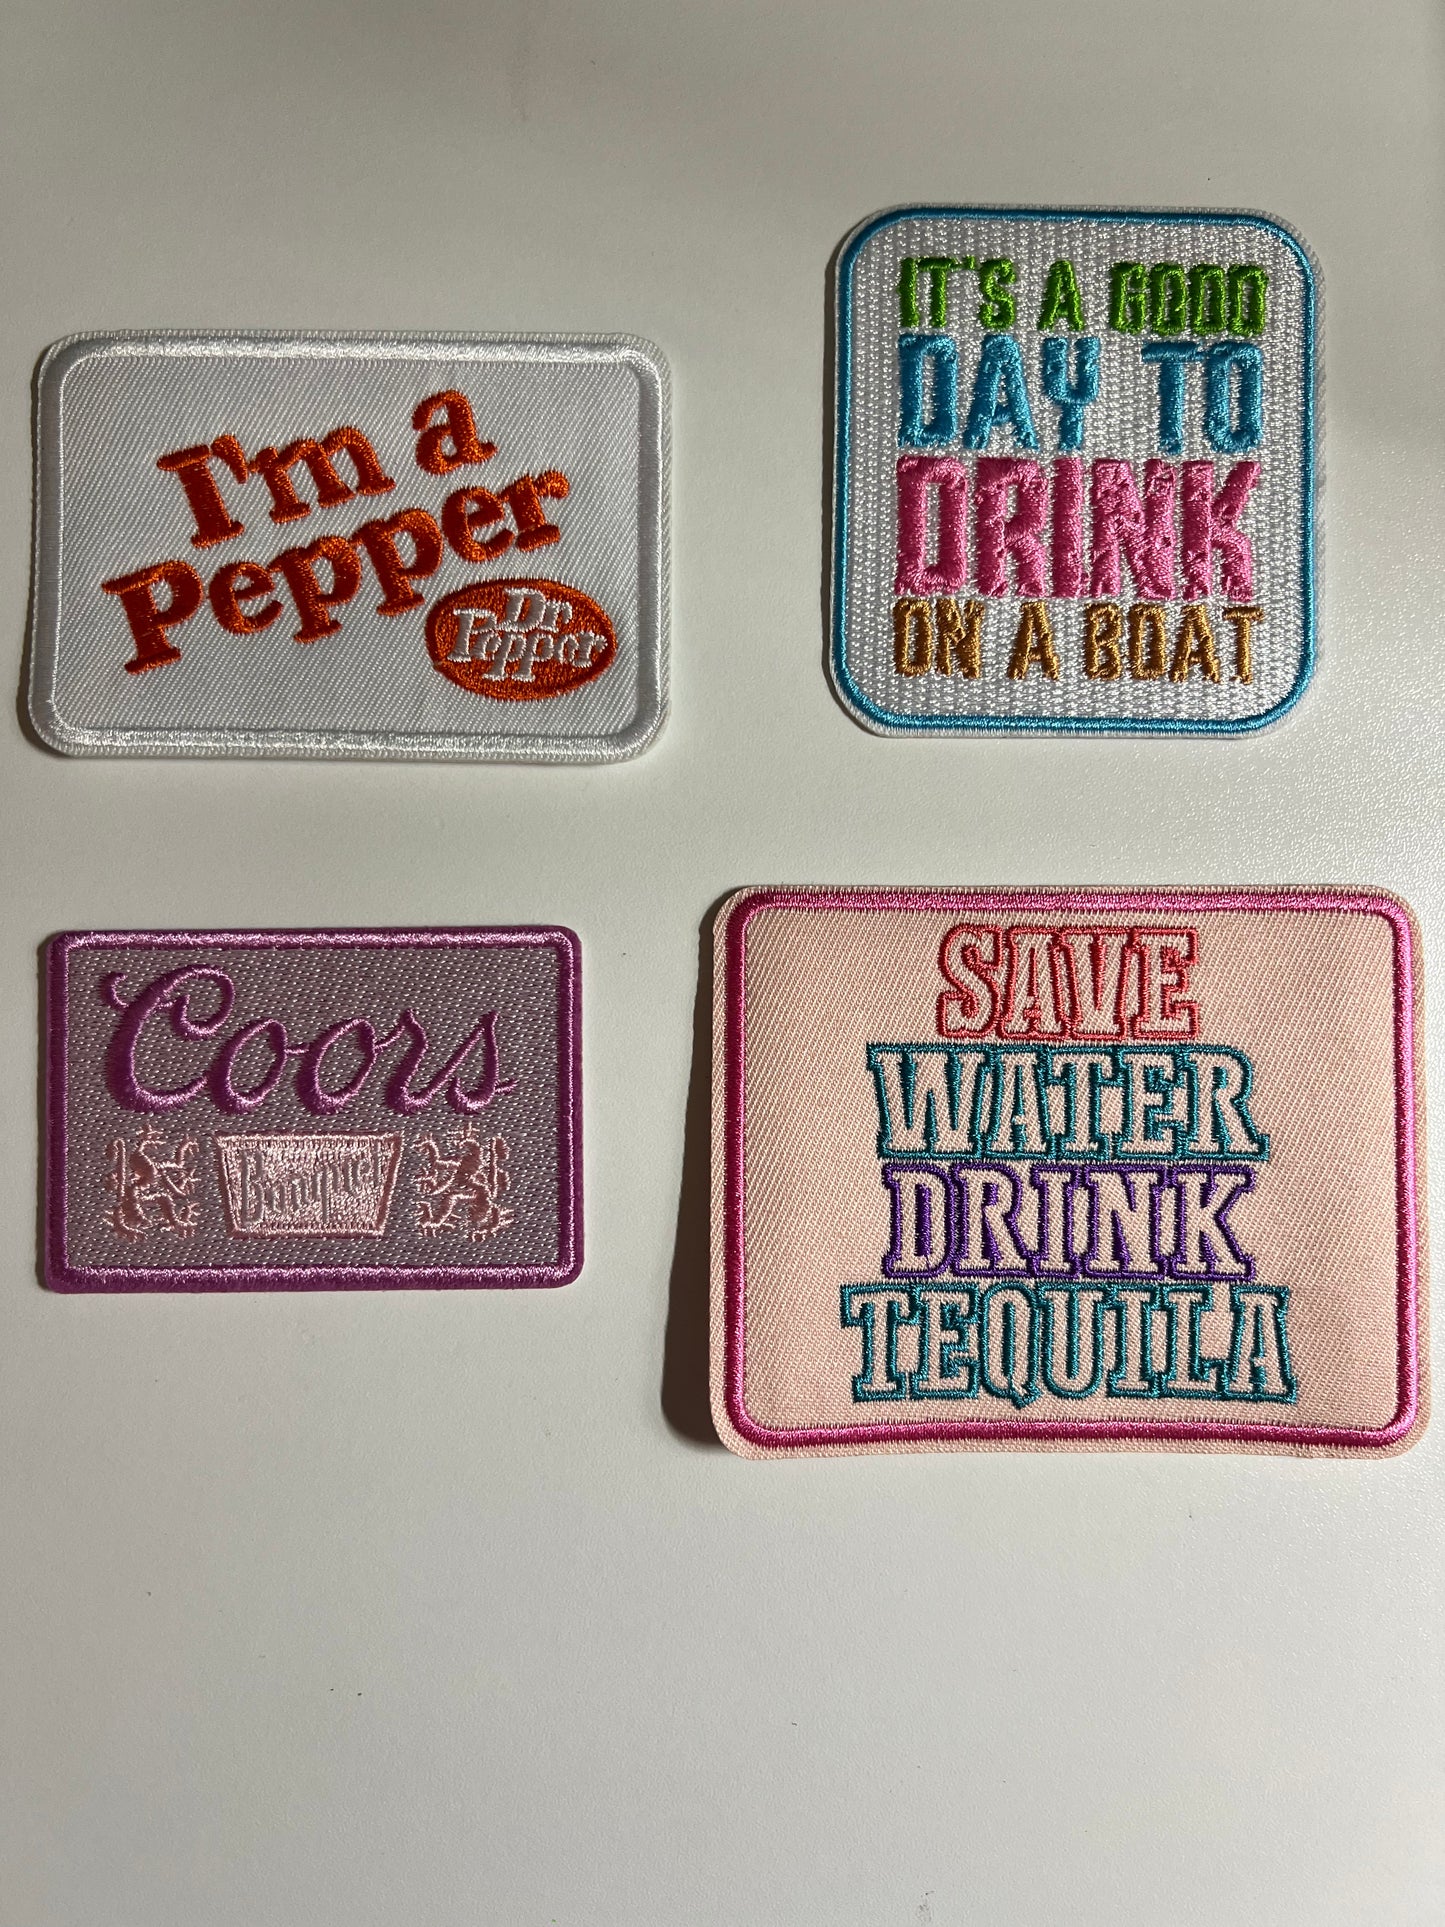 I'm a
Pepper
Dr
Pepper
IT'S A GOOD
DAY TO
DRINK
ON A BOAT
Coors
Banquet
SAVE
WATER
DRINK
TEQUILA